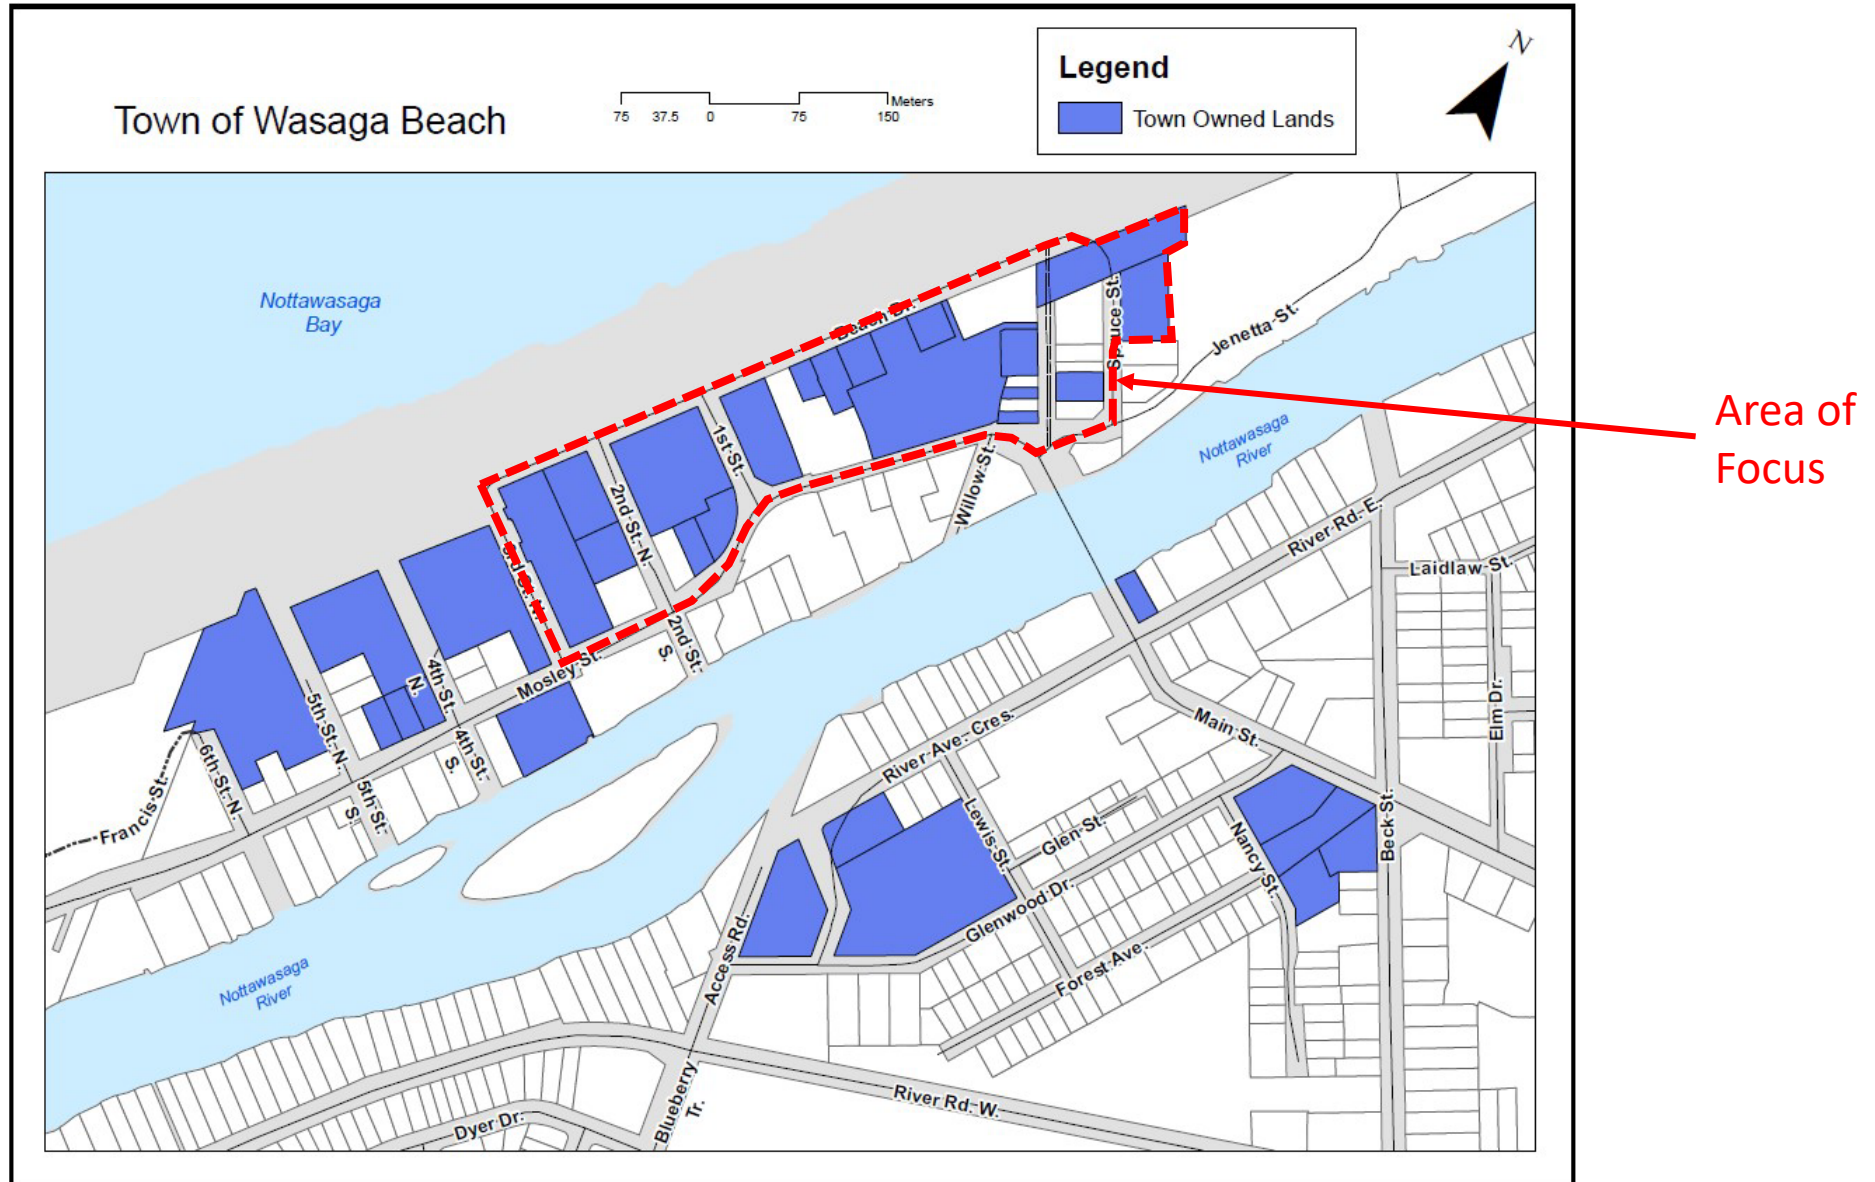 Town of Wasaga Beach
Meters
75 37.5 0 75 150
Legend
Town Owned Lands
N
Nottawasaga
Bay
Beach Dr.
Spruce St.
Jenetta St.
Area of
Focus
1st St.
2nd St. N.
3rd St. N.
Willow St.
Nottawasaga
River
River Rd. E.
Laidlaw St.
Mosley St.
2nd St.
S.
4th St.
N.
4th St.
S.
5th St. N.
5th St.
S.
6th St. N.
Francis St.
Elm Dr.
Main St.
River Ave. Cres.
Lewis St.
Glen St.
Nancy St.
Beck St.
Glenwood Dr.
Access Rd.
Forest Ave.
Nottawasaga
River
River Rd. W.
Blueberry
Tr.
Dyer Dr.